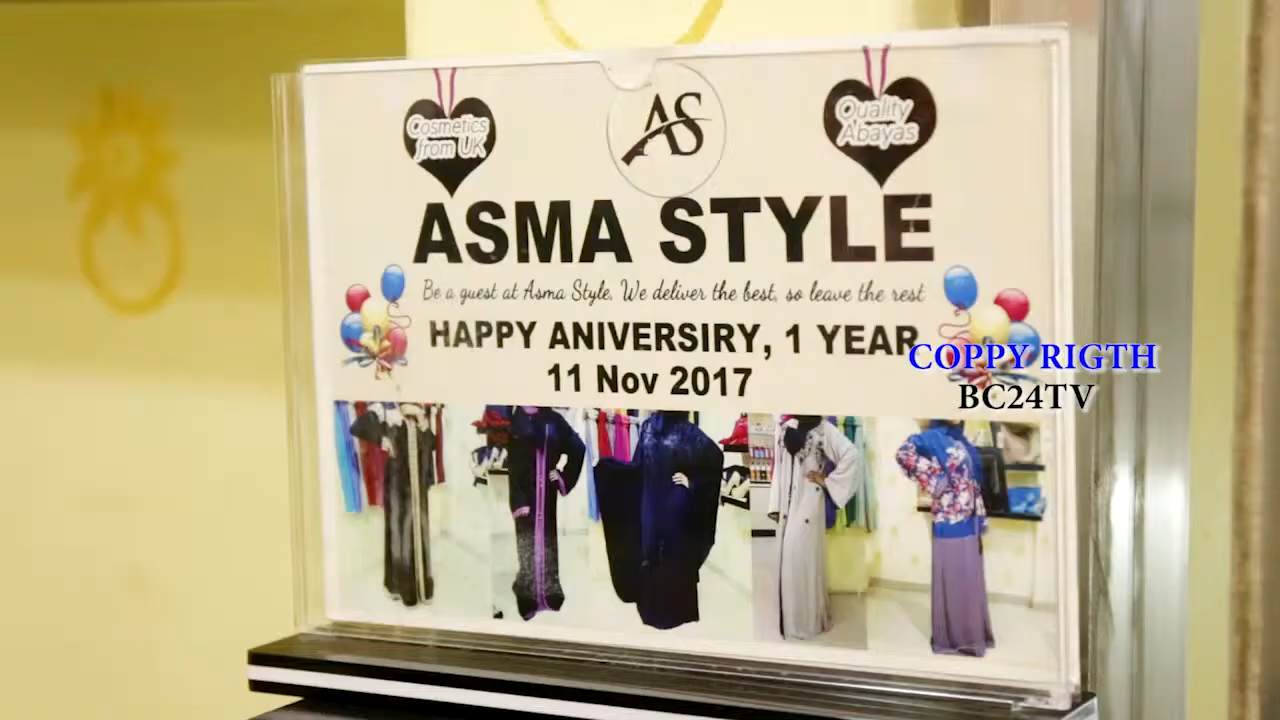 Cosmetics
from UK
AS
Quality
Abayas
ASMA STYLE
Be a guest at Asma Style, We deliver the best, so leave the rest
HAPPY ANIVERSIRY, 1 YEAR
11 Nov 2017
COPPY RIGTH
BC24TV